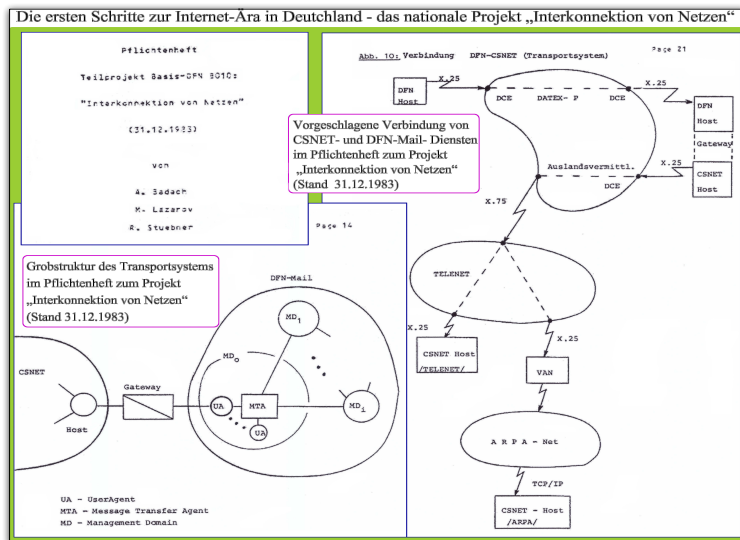 Die ersten Schritte zur Internet-Ära in Deutchland - das nationale Projekt „Interkonnektion von Netzen“
Pflichtenheft
Teilprojekt Basis-DFN 8010:
"Interkonnektion von Netzen"
(31.12.1983)
von
A. Badach
M. Lazarov
R. Stuebner
Page 21
Abb. 10: Verbindung DFN-CSNET (Transportsystem)
X.25
DFN
Host
DCE
DATEX-P
DCE
X.25
DFN
Host
Gateway
X.25
CSNET
Host
Auslandsvermittl.
DCE
X.75
TELENET
X.25
CSNET Host
/TELENET/
X.25
VAN
ARPA-Net
TCP/IP
CSNET - Host
/ARPA/
Vorgeschlagene Verbindung von
CSNET- und DFN-Mail- Diensten
im Pflichtenheft zum Projekt
„Interkonnektion von Netzen“
(Stand 31.12.1983)
Page 14
Grobstruktur des Transportsystems
im Pflichtenheft zum Projekt
„Interkonnektion von Netzen“
(Stand 31.12.1983)
DFN-Mail
MD1
MDo
CSNET
Gateway
Host
UA
MTA
MDi
UA
UA - UserAgent
MTA - Message Transfer Agent
MD - Management Domain